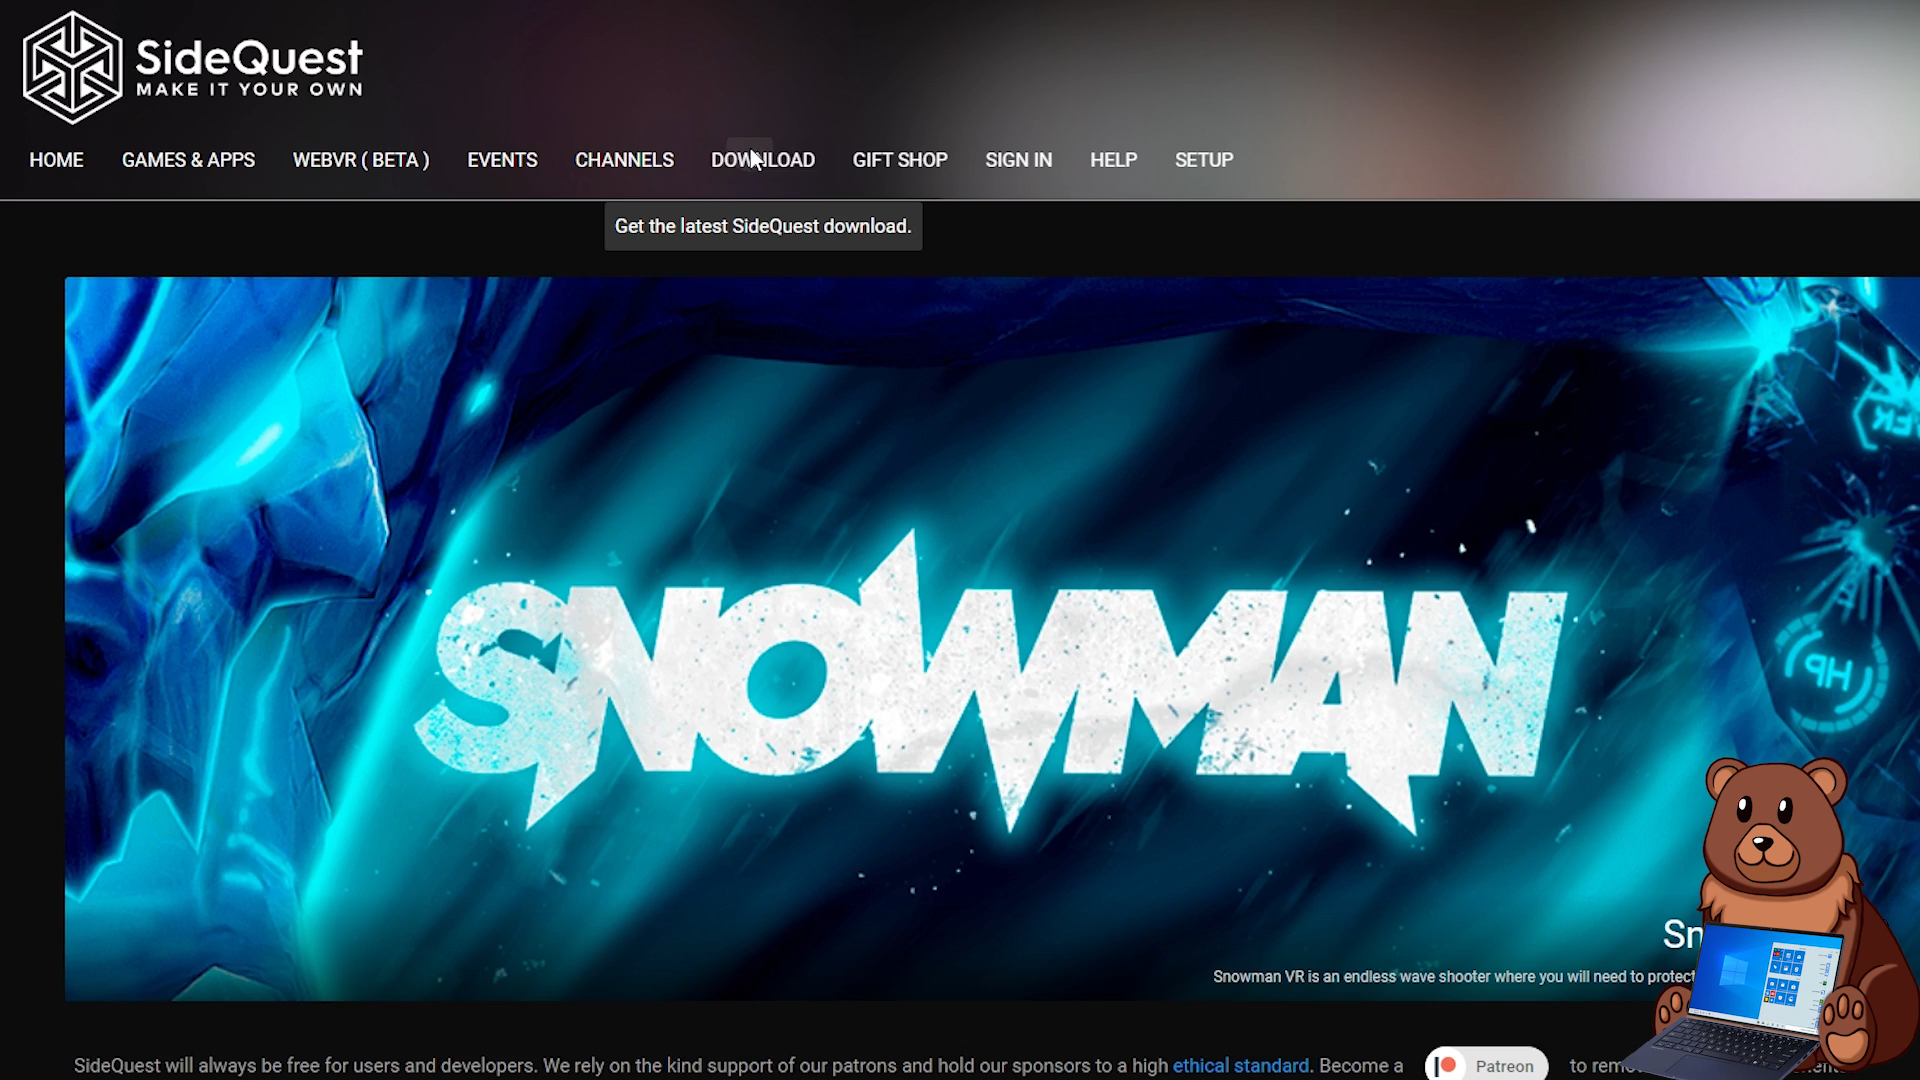 SideQuest
MAKE IT YOUR OWN
HOME GAMES & APPS WEBVR ( BETA ) EVENTS CHANNELS DOWNLOAD GIFT SHOP SIGN IN HELP SETUP
Get the latest SideQuest download.
SNOWMAN
HP
Snowman VR is an endless wave shooter where you will need to protect
SideQuest will always be free for users and developers. We rely on the kind support of our patrons and hold our sponsors to a high ethical standard. Become a Patreon to